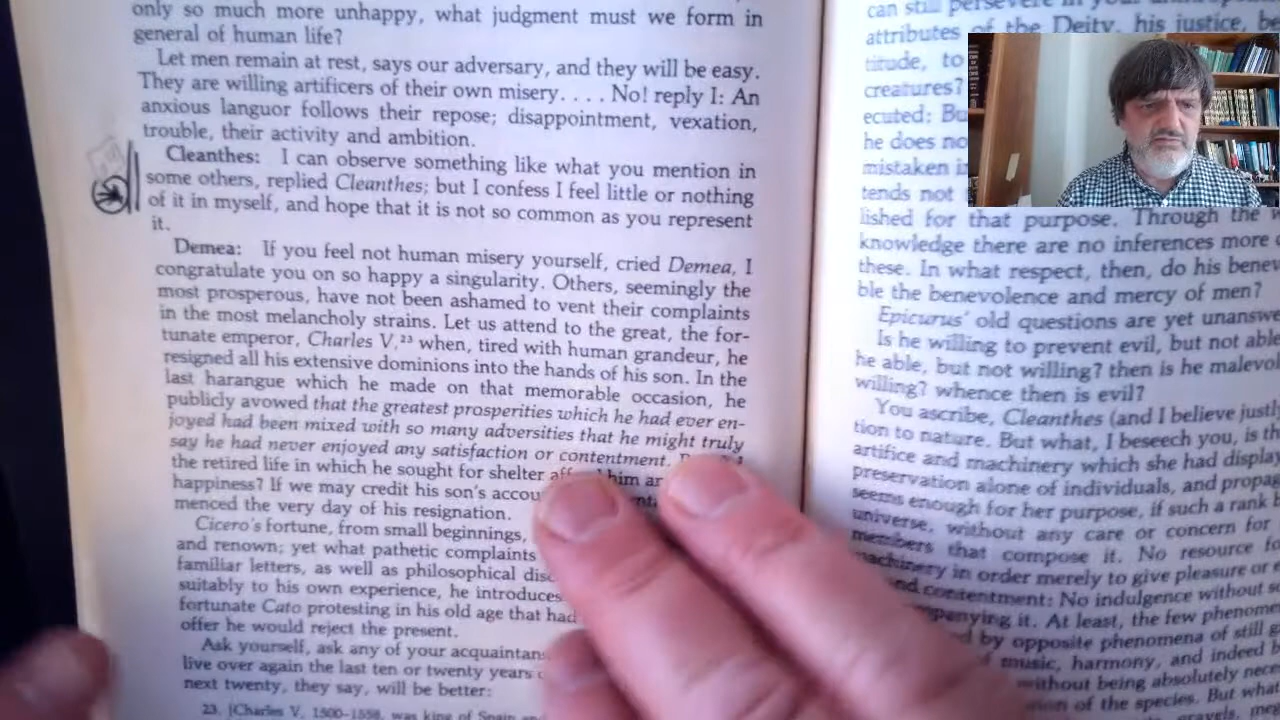 only so much more unhappy, what judgment must we form in
general of human life?
Let men remain at rest, says our adversary, and they will be easy.
They are willing artificers of their own misery. . . . No! reply I: An
anxious languor follows their repose; disappointment, vexation,
trouble, their activity and ambition.
Cleanthes: I can observe something like what you mention in
some others, replied Cleanthes; but I confess I feel little or nothing
of it in myself, and hope that it is not so common as you represent
it.
Demea: If you feel not human misery yourself, cried Demea, I
congratulate you on so happy a singularity. Others, seemingly the
most prosperous, have not been ashamed to vent their complaints
in the most melancholy strains. Let us attend to the great, the for-
tunate emperor, Charles V,²³ when, tired with human grandeur, he
resigned all his extensive dominions into the hands of his son. In the
last harangue which he made on that memorable occasion, he
publicly avowed that the greatest prosperities which he had ever en-
joyed had been mixed with so many adversities that he might truly
say he had never enjoyed any satisfaction or contentment.
the retired life in which he sought for shelter him
happiness? If we may credit his son's
menced the very day of his resignation.
Cicero's fortune, from small beginnings,
and renown; yet what pathetic complaints
familiar letters, as well as philosophical
suitably to his own experience, he introduces
fortunate Cato protesting in his old age that had
offer he would reject the present.
Ask yourself, ask any of your
live over again the last ten or twenty years
next twenty, they say, will be better:
23. [Charles V, 1500–1558, was king of Spain
can still persevere in your
attributes of the Deity, his justice,
titude, to
creatures?
ecuted:
he does
mistaken
tends not
lished for that purpose. Through the
knowledge there are no inferences more
these. In what respect, then, do his
ble the benevolence and mercy of men?
Epicurus' old questions are yet
Is he willing to prevent evil, but not able
he able, but not willing? then is he
willing? whence then is evil?
You ascribe, Cleanthes (and I believe
tion to nature. But what, I beseech you, is
artifice and machinery which she had
preservation alone of individuals, and
seems enough for her purpose, if such a rank
universe, without any care or concern for
members that compose it. No resource
machinery in order merely to give pleasure or
and contentment: No indulgence without
it. At least, the few
by opposite phenomena of still
music, harmony, and indeed
without being absolutely
of the species. But what